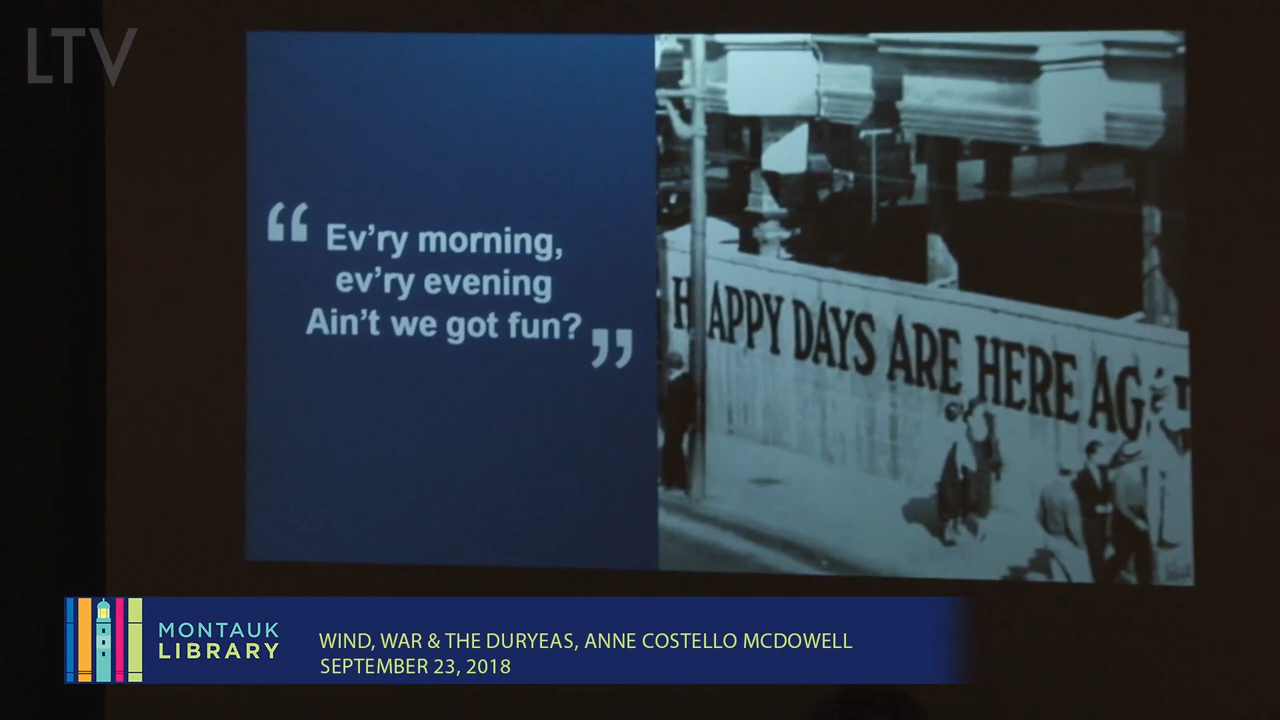 LTV
“ Ev’ry morning,
ev’ry evening
Ain’t we got fun? ”
HAPPY DAYS ARE HERE AGAI
MONTAUK
LIBRARY
WIND, WAR & THE DURYEAS, ANNE COSTELLO MCDOWELL
SEPTEMBER 23, 2018